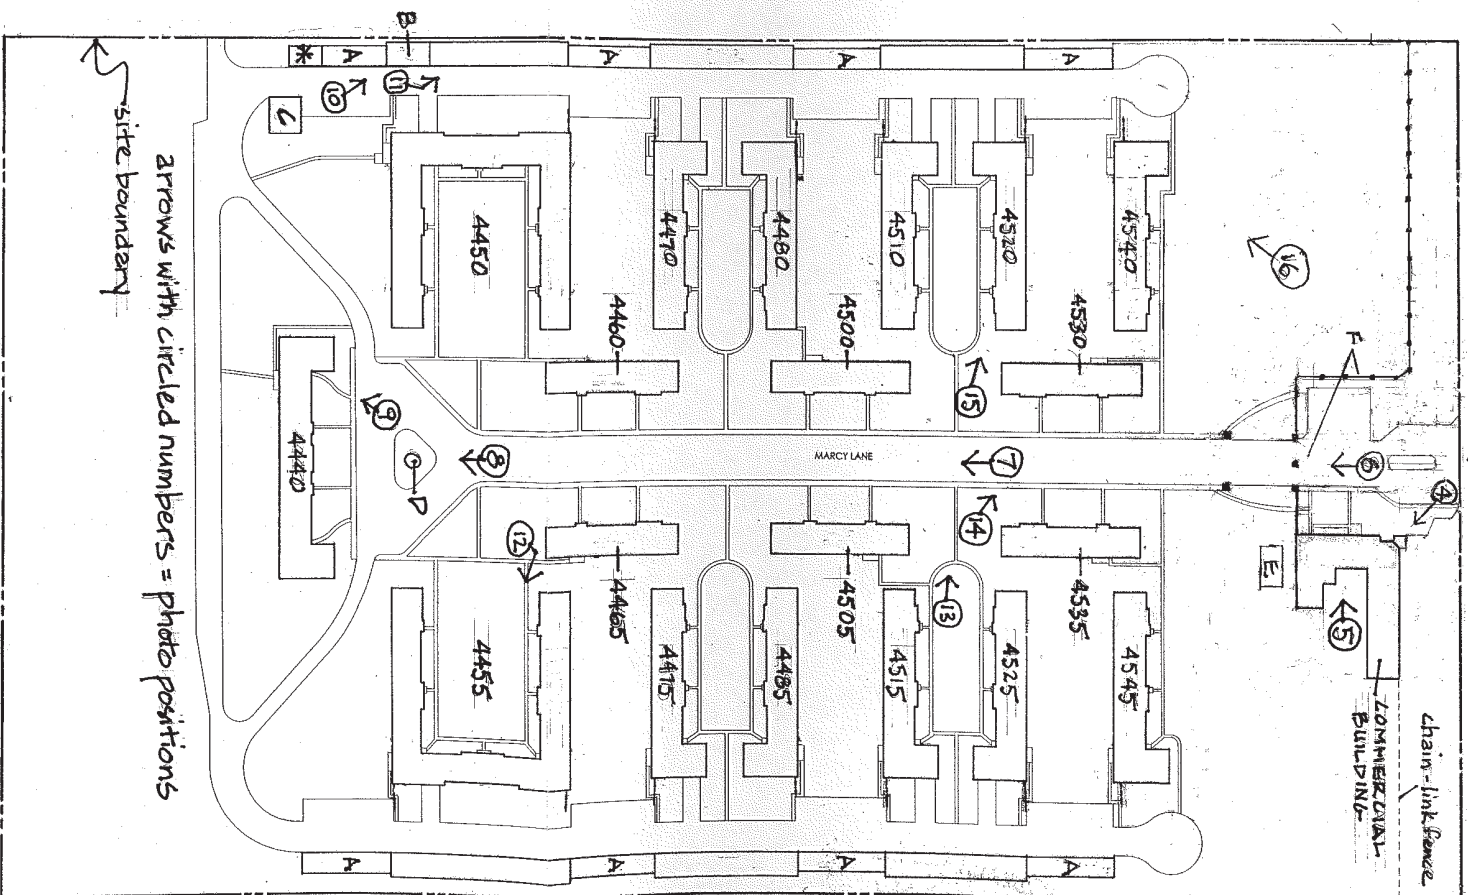 B
*
A
A
A
A
10
11
C
site boundary
arrows with circled numbers = photo positions
4450
4470
4480
4510
4520
4540
16
4460
4500
4530
F
15
9
4440
8
MARCY LANE
7
6
4
D
12
14
E
13
5
4465
4505
4535
4455
4475
4485
4515
4525
4545
COMMERCIAL
BUILDING
chain-link fence
A
A
A
A